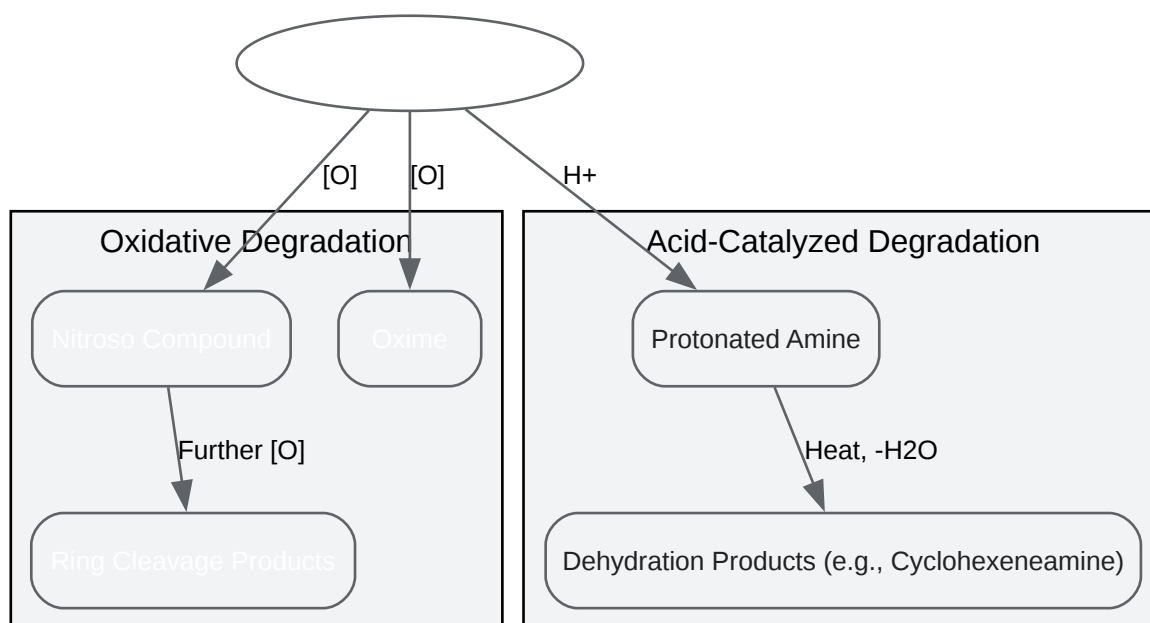 [O]
[O]
H+
Oxidative Degradation
Acid-Catalyzed Degradation
Nitroso Compound
Oxime
Protonated Amine
Further [O]
Heat, -H2O
Ring Cleavage Products
Dehydration Products (e.g., Cyclohexeneamine)